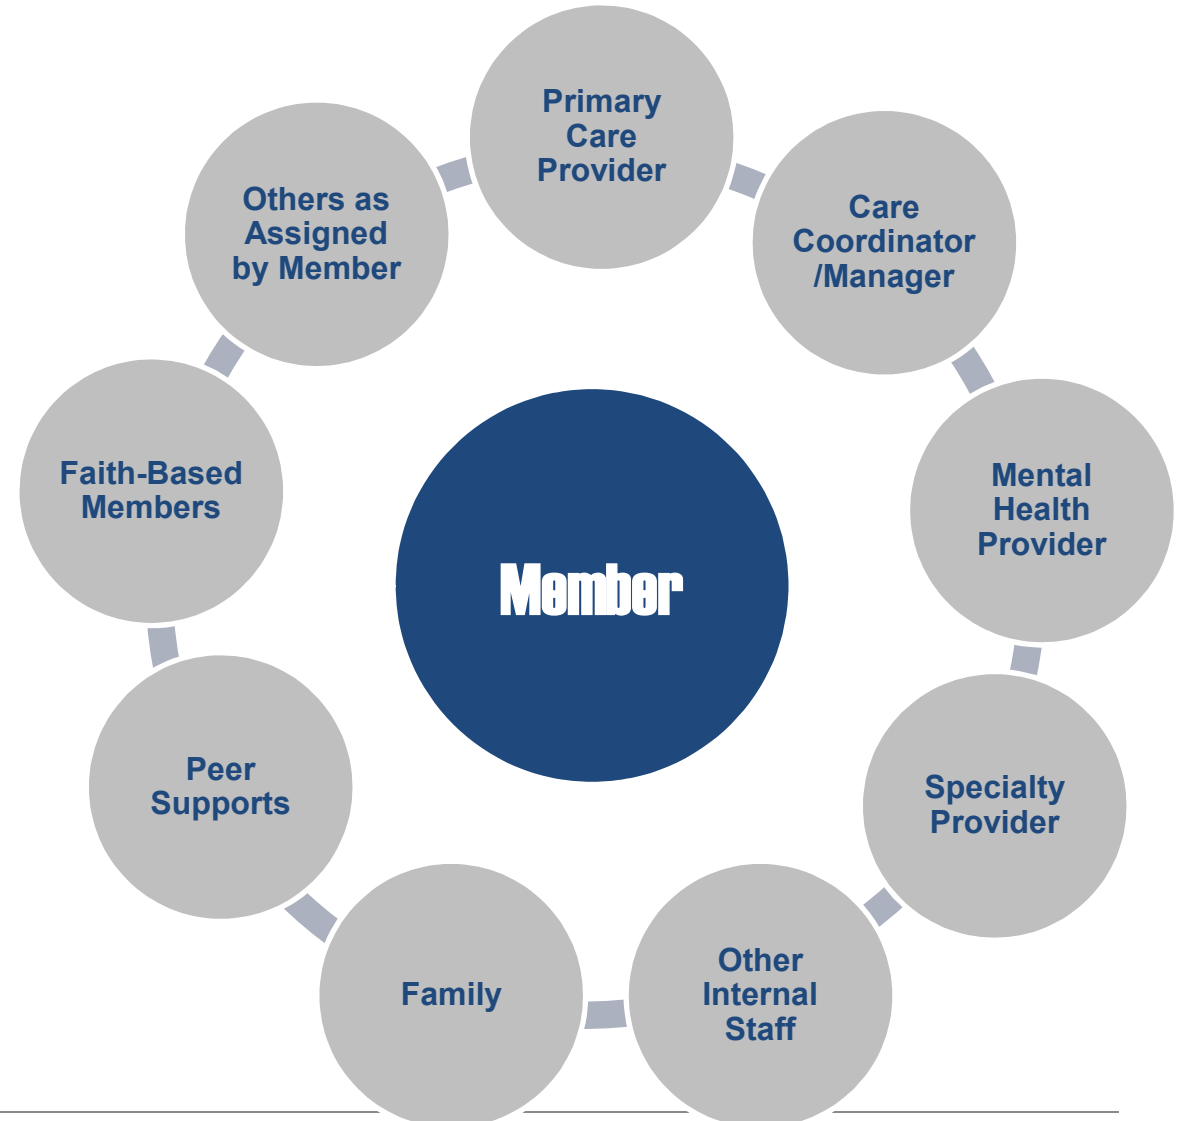 Primary
Care
Provider
Care
Coordinator
/Manager
Mental
Health
Provider
Specialty
Provider
Other
Internal
Staff
Family
Peer
Supports
Faith-Based
Members
Others as
Assigned
by Member
Member